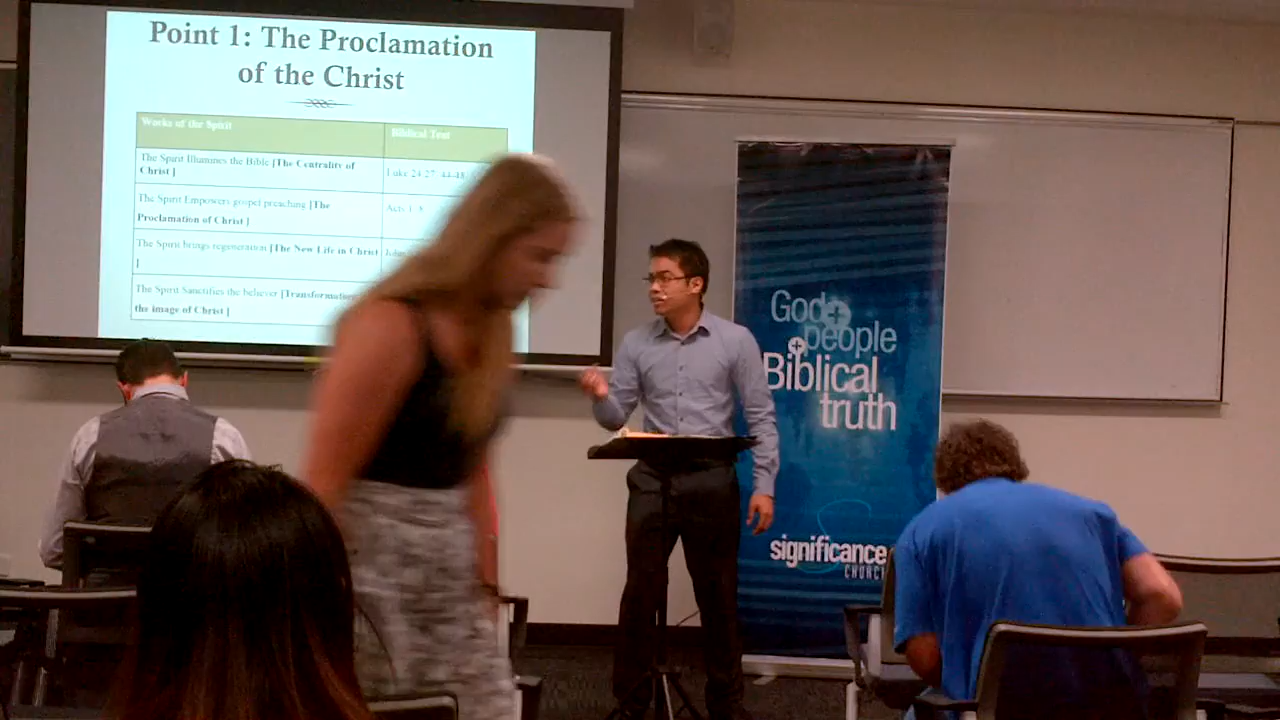 Point 1: The Proclamation
of the Christ
Works of the Spirit
Biblical Text
The Spirit Illumines the Bible [The Centrality of
Christ ]
Luke 24:27, 44-48
The Spirit Empowers gospel preaching [The
Proclamation of Christ ]
Acts 1
The Spirit brings regeneration [The New Life in Christ
]
The Spirit Sanctifies the believer [Transformation
the image of Christ ]
God +
people
+
Biblical
truth
significance
CHURCH